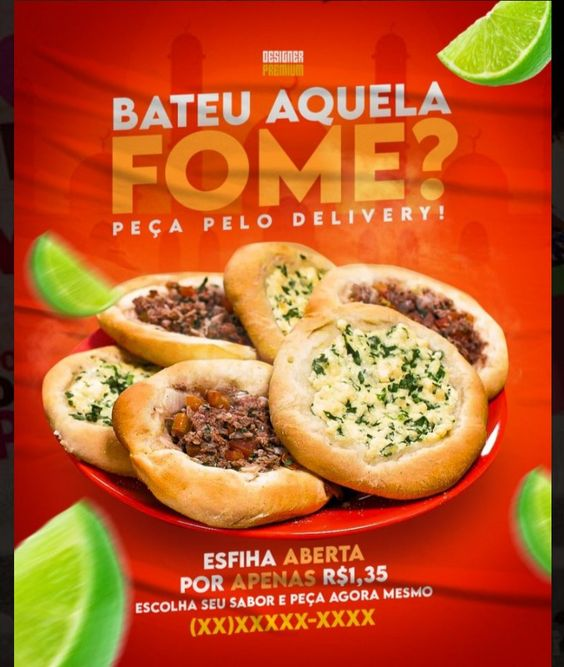 DESIGNER
PREMIUM
BATEU AQUELA
FOME?
PEÇA PELO DELIVERY!
ESFIHA ABERTA
POR APENAS R$1,35
ESCOLHA SEU SABOR E PEÇA AGORA MESMO
(XX)XXXXX-XXXX